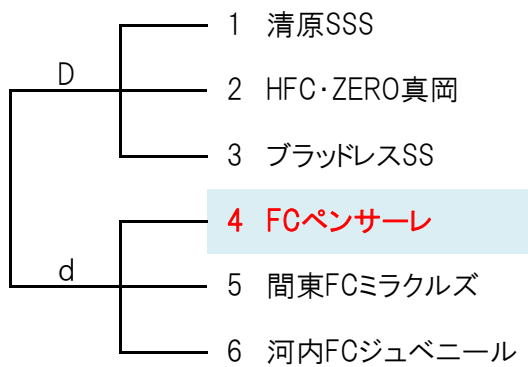 1 清原SSS
D
2 HFC・ZERO真岡
3 ブラッドレスSS
4 FCペンサーレ
d
5 間東FCミラクルズ
6 河内FCジュベニール